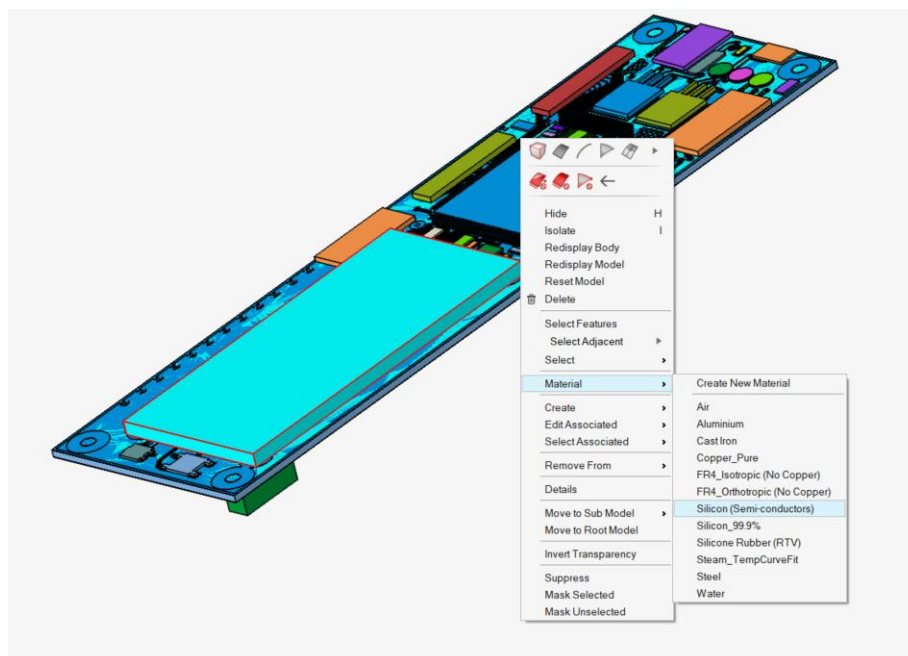 Hide H
Isolate I
Redisplay Body
Redisplay Model
Reset Model
Delete
Select Features
Select Adjacent
Select
Material
Create
Edit Associated
Select Associated
Remove From
Details
Move to Sub Model
Move to Root Model
Invert Transparency
Suppress
Mask Selected
Mask Unselected
Create New Material
Air
Aluminium
Cast Iron
Copper_Pure
FR4_Isotropic (No Copper)
FR4_Orthotropic (No Copper)
Silicon (Semi-conductors)
Silicon_99.9%
Silicone Rubber (RTV)
Steam_TempCurveFit
Steel
Water